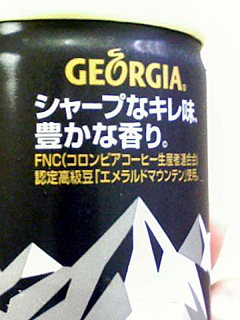 GEORGIA®
シャープなキレ味、
豊かな香り。
FNC(コロンビアコーヒー生産者連合会)
認定高級豆「エメラルドマウンテン」使用。